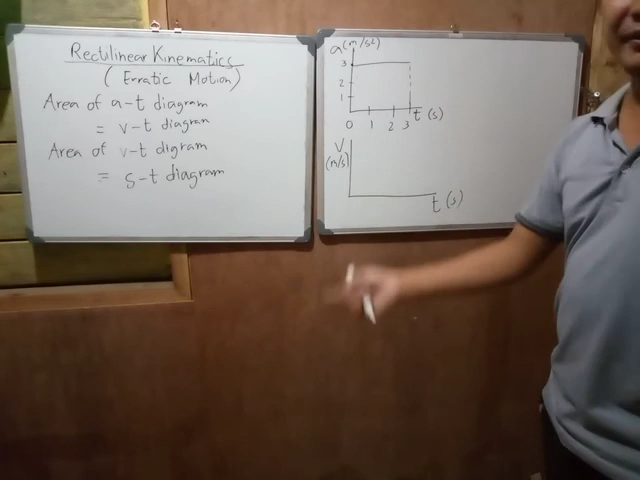 Rectilinear Kinematics
(Erratic Motion)
Area of a-t diagram
= v-t diagram
Area of v-t digram
= s-t diagram
a(m/s2)
3
2
1
0 1 2 3 t (s)
V
(m/s)
t (s)